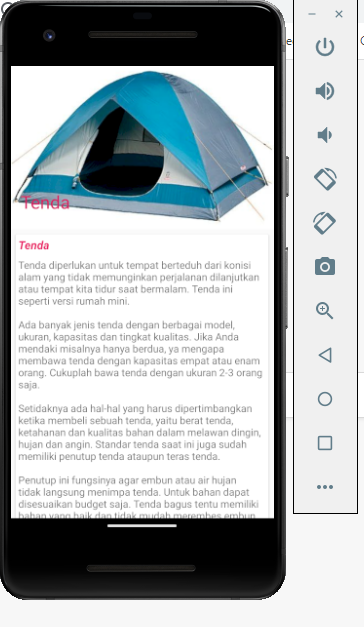 Tenda
Tenda
Tenda diperlukan untuk tempat berteduh dari konisi
alam yang tidak memunginkan perjalanan dilanjutkan
atau tempat kita tidur saat bermalam. Tenda ini
seperti versi rumah mini.
Ada banyak jenis tenda dengan berbagai model,
ukuran, kapasitas dan tingkat kualitas. Jika Anda
mendaki misalnya hanya berdua, ya mengapa
membawa tenda dengan kapasitas empat atau enam
orang. Cukuplah bawa tenda dengan ukuran 2-3 orang
saja.
Setidaknya ada hal-hal yang harus dipertimbangkan
ketika membeli sebuah tenda, yaitu berat tenda,
ketahanan dan kualitas bahan dalam melawan dingin,
hujan dan angin. Standar tenda saat ini juga sudah
memiliki penutup tenda ataupun teras tenda.
Penutup ini fungsinya agar embun atau air hujan
tidak langsung menimpa tenda. Untuk bahan dapat
disesuaikan budget saja. Tenda bagus tentu memiliki
bahan yang baik dan tidak mudah merembes embun